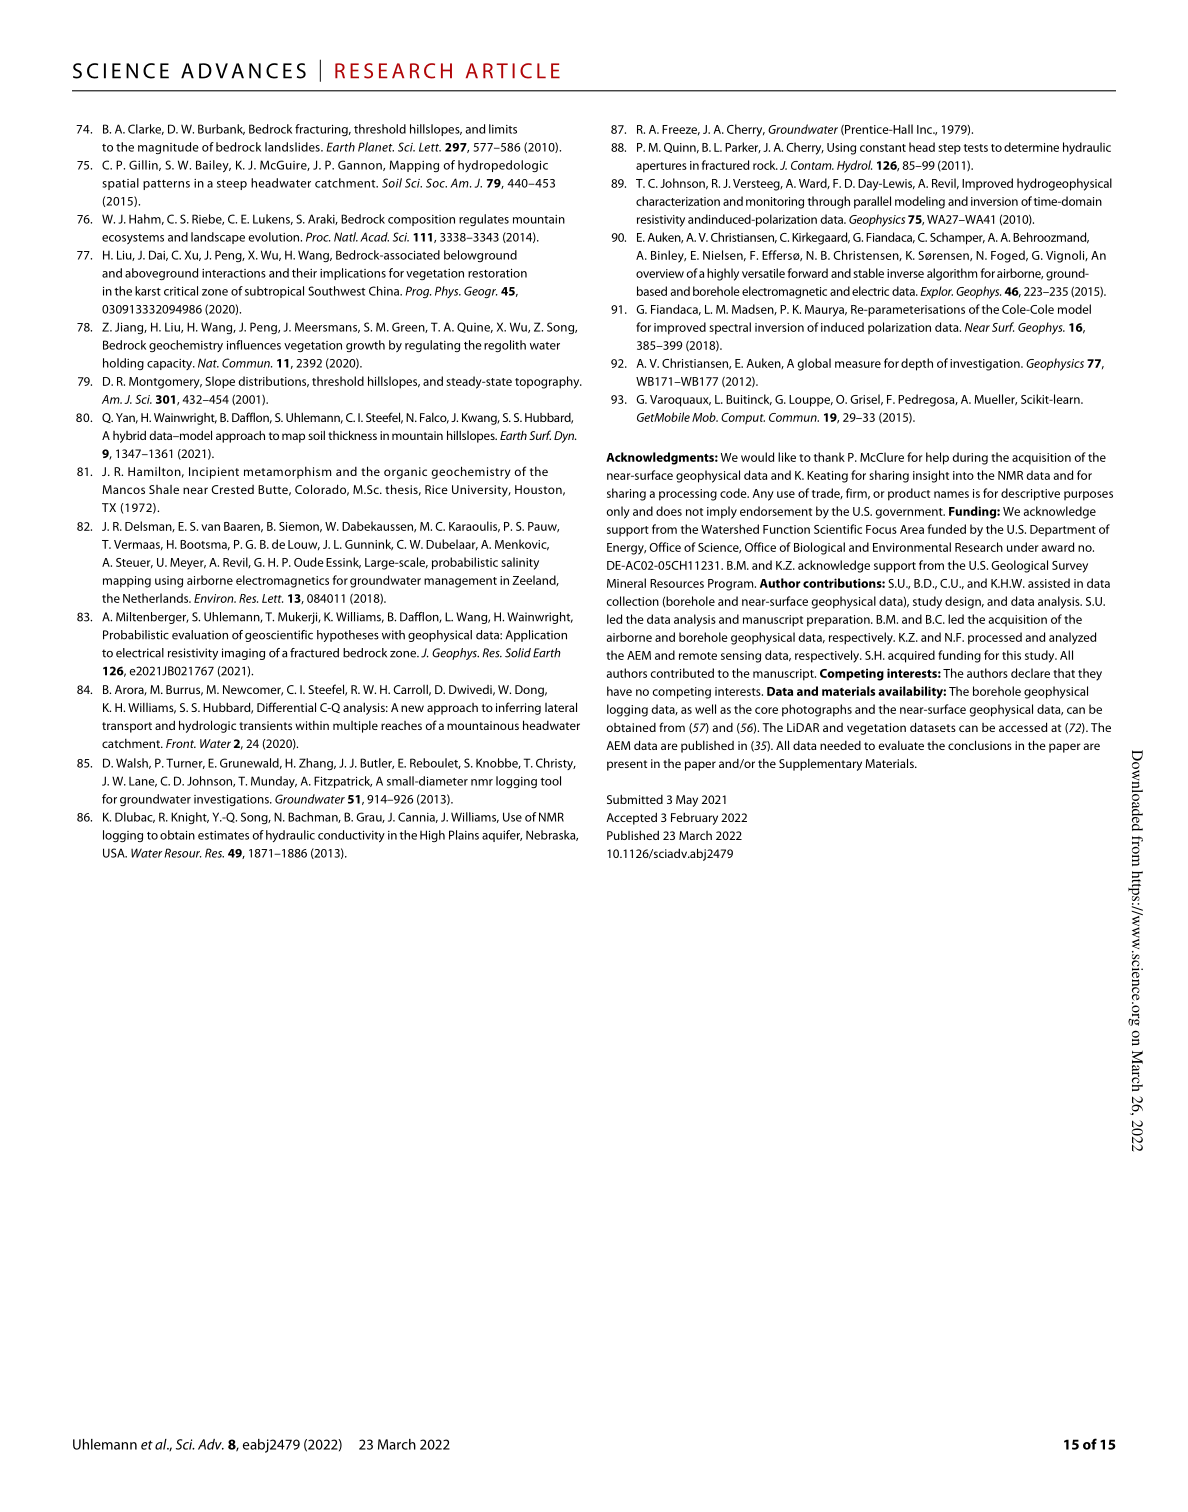 SCIENCE ADVANCES | RESEARCH ARTICLE
74. B. A. Clarke, D. W. Burbank, Bedrock fracturing, threshold hillslopes, and limits
to the magnitude of bedrock landslides. Earth Planet. Sci. Lett. 297, 577–586 (2010).
75. C. P. Gillin, S. W. Bailey, K. J. McGuire, J. P. Gannon, Mapping of hydropedologic
spatial patterns in a steep headwater catchment. Soil Sci. Soc. Am. J. 79, 440–453
(2015).
76. W. J. Hahm, C. S. Riebe, C. E. Lukens, S. Araki, Bedrock composition regulates mountain
ecosystems and landscape evolution. Proc. Natl. Acad. Sci. 111, 3338–3343 (2014).
77. H. Liu, J. Dai, C. Xu, J. Peng, X. Wu, H. Wang, Bedrock-associated belowground
and aboveground interactions and their implications for vegetation restoration
in the karst critical zone of subtropical Southwest China. Prog. Phys. Geogr. 45,
030913332094986 (2020).
78. Z. Jiang, H. Liu, H. Wang, J. Peng, J. Meersmans, S. M. Green, T. A. Quine, X. Wu, Z. Song,
Bedrock geochemistry influences vegetation growth by regulating the regolith water
holding capacity. Nat. Commun. 11, 2392 (2020).
79. D. R. Montgomery, Slope distributions, threshold hillslopes, and steady-state topography.
Am. J. Sci. 301, 432–454 (2001).
80. Q. Yan, H. Wainwright, B. Dafflon, S. Uhlemann, C. I. Steefel, N. Falco, J. Kwang, S. S. Hubbard,
A hybrid data–model approach to map soil thickness in mountain hillslopes. Earth Surf. Dyn.
9, 1347–1361 (2021).
81. J. R. Hamilton, Incipient metamorphism and the organic geochemistry of the
Mancos Shale near Crested Butte, Colorado, M.Sc. thesis, Rice University, Houston,
TX (1972).
82. J. R. Delsman, E. S. van Baaren, B. Siemon, W. Dabekaussen, M. C. Karaoulis, P. S. Pauw,
T. Vermaas, H. Bootsma, P. G. B. de Louw, J. L. Gunnink, C. W. Dubelaar, A. Menkovic,
A. Steuer, U. Meyer, A. Revil, G. H. P. Oude Essink, Large-scale, probabilistic salinity
mapping using airborne electromagnetics for groundwater management in Zeeland,
the Netherlands. Environ. Res. Lett. 13, 084011 (2018).
83. A. Miltenberger, S. Uhlemann, T. Mukerji, K. Williams, B. Dafflon, L. Wang, H. Wainwright,
Probabilistic evaluation of geoscientific hypotheses with geophysical data: Application
to electrical resistivity imaging of a fractured bedrock zone. J. Geophys. Res. Solid Earth
126, e2021JB021767 (2021).
84. B. Arora, M. Burrus, M. Newcomer, C. I. Steefel, R. W. H. Carroll, D. Dwivedi, W. Dong,
K. H. Williams, S. S. Hubbard, Differential C-Q analysis: A new approach to inferring lateral
transport and hydrologic transients within multiple reaches of a mountainous headwater
catchment. Front. Water 2, 24 (2020).
85. D. Walsh, P. Turner, E. Grunewald, H. Zhang, J. J. Butler, E. Reboulet, S. Knobbe, T. Christy,
J. W. Lane, C. D. Johnson, T. Munday, A. Fitzpatrick, A small-diameter nmr logging tool
for groundwater investigations. Groundwater 51, 914–926 (2013).
86. K. Dlubac, R. Knight, Y.-Q. Song, N. Bachman, B. Grau, J. Cannia, J. Williams, Use of NMR
logging to obtain estimates of hydraulic conductivity in the High Plains aquifer, Nebraska,
USA. Water Resour. Res. 49, 1871–1886 (2013).
87. R. A. Freeze, J. A. Cherry, Groundwater (Prentice-Hall Inc., 1979).
88. P. M. Quinn, B. L. Parker, J. A. Cherry, Using constant head step tests to determine hydraulic
apertures in fractured rock. J. Contam. Hydrol. 126, 85–99 (2011).
89. T. C. Johnson, R. J. Versteeg, A. Ward, F. D. Day-Lewis, A. Revil, Improved hydrogeophysical
characterization and monitoring through parallel modeling and inversion of time-domain
resistivity andinduced-polarization data. Geophysics 75, WA27–WA41 (2010).
90. E. Auken, A. V. Christiansen, C. Kirkegaard, G. Fiandaca, C. Schamper, A. A. Behroozmand,
A. Binley, E. Nielsen, F. Effersø, N. B. Christensen, K. Sørensen, N. Foged, G. Vignoli, An
overview of a highly versatile forward and stable inverse algorithm for airborne, ground-
based and borehole electromagnetic and electric data. Explor. Geophys. 46, 223–235 (2015).
91. G. Fiandaca, L. M. Madsen, P. K. Maurya, Re-parameterisations of the Cole-Cole model
for improved spectral inversion of induced polarization data. Near Surf. Geophys. 16,
385–399 (2018).
92. A. V. Christiansen, E. Auken, A global measure for depth of investigation. Geophysics 77,
WB171–WB177 (2012).
93. G. Varoquaux, L. Buitinck, G. Louppe, O. Grisel, F. Pedregosa, A. Mueller, Scikit-learn.
GetMobile Mob. Comput. Commun. 19, 29–33 (2015).
Acknowledgments: We would like to thank P. McClure for help during the acquisition of the
near-surface geophysical data and K. Keating for sharing insight into the NMR data and for
sharing a processing code. Any use of trade, firm, or product names is for descriptive purposes
only and does not imply endorsement by the U.S. government. Funding: We acknowledge
support from the Watershed Function Scientific Focus Area funded by the U.S. Department of
Energy, Office of Science, Office of Biological and Environmental Research under award no.
DE-AC02-05CH11231. B.M. and K.Z. acknowledge support from the U.S. Geological Survey
Mineral Resources Program. Author contributions: S.U., B.D., C.U., and K.H.W. assisted in data
collection (borehole and near-surface geophysical data), study design, and data analysis. S.U.
led the data analysis and manuscript preparation. B.M. and B.C. led the acquisition of the
airborne and borehole geophysical data, respectively. K.Z. and N.F. processed and analyzed
the AEM and remote sensing data, respectively. S.H. acquired funding for this study. All
authors contributed to the manuscript. Competing interests: The authors declare that they
have no competing interests. Data and materials availability: The borehole geophysical
logging data, as well as the core photographs and the near-surface geophysical data, can be
obtained from (57) and (56). The LiDAR and vegetation datasets can be accessed at (72). The
AEM data are published in (35). All data needed to evaluate the conclusions in the paper are
present in the paper and/or the Supplementary Materials.
Submitted 3 May 2021
Accepted 3 February 2022
Published 23 March 2022
10.1126/sciadv.abj2479
Downloaded from https://www.science.org on March 26, 2022
Uhlemann et al., Sci. Adv. 8, eabj2479 (2022) 23 March 2022
15 of 15